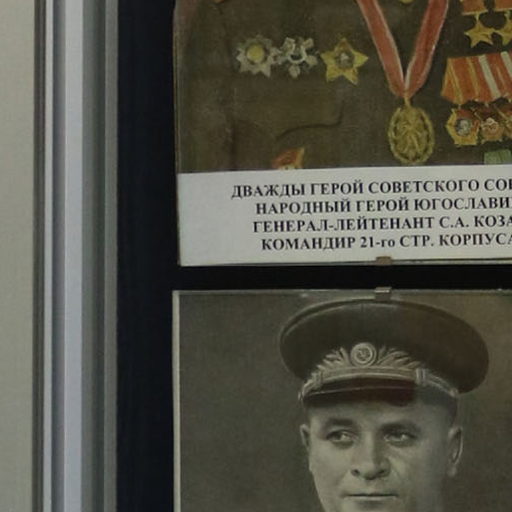 ДВАЖДЫ ГЕРОЙ СОВЕТСКОГО СО
НАРОДНЫЙ ГЕРОЙ ЮГОСЛАВИ
ГЕНЕРАЛ-ЛЕЙТЕНАНТ С.А. КОЗА
КОМАНДИР 21-го СТР. КОРПУСА